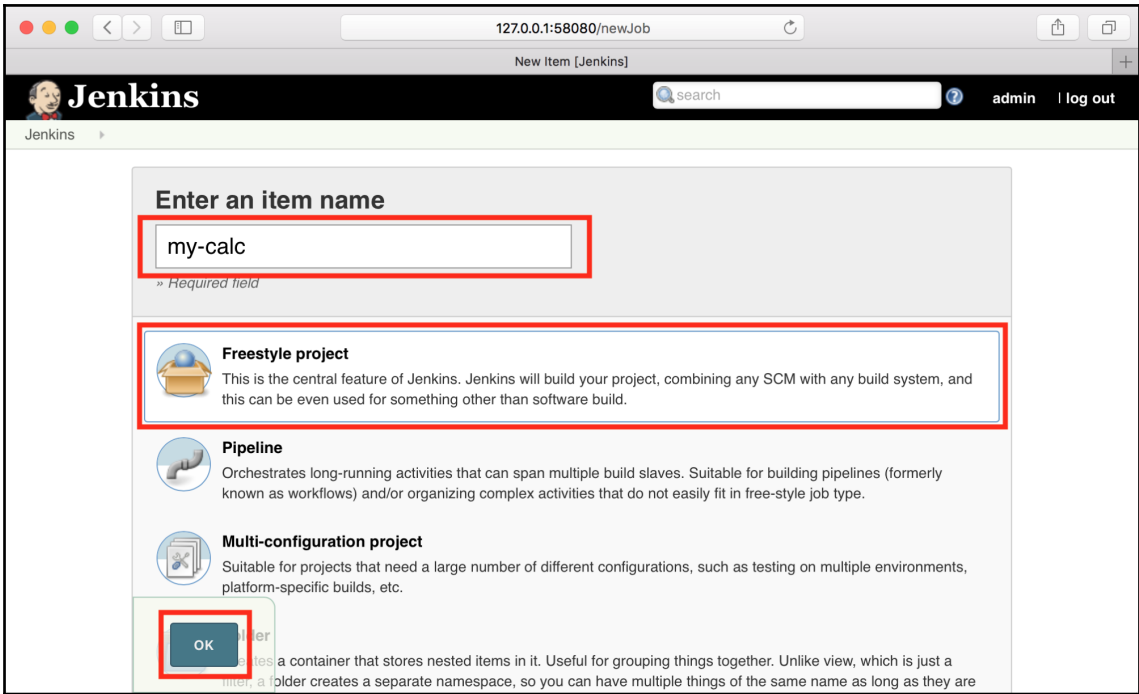 127.0.0.1:58080/newJob
New Item [Jenkins]
Jenkins
search
admin
log out
Jenkins
Enter an item name
my-calc
» Required field
Freestyle project
This is the central feature of Jenkins. Jenkins will build your project, combining any SCM with any build system, and
this can be even used for something other than software build.
Pipeline
Orchestrates long-running activities that can span multiple build slaves. Suitable for building pipelines (formerly
known as workflows) and/or organizing complex activities that do not easily fit in free-style job type.
Multi-configuration project
Suitable for projects that need a large number of different configurations, such as testing on multiple environments,
platform-specific builds, etc.
OK
a container that stores nested items in it. Useful for grouping things together. Unlike view, which is just a
filter, a folder creates a separate namespace, so you can have multiple things of the same name as long as they are